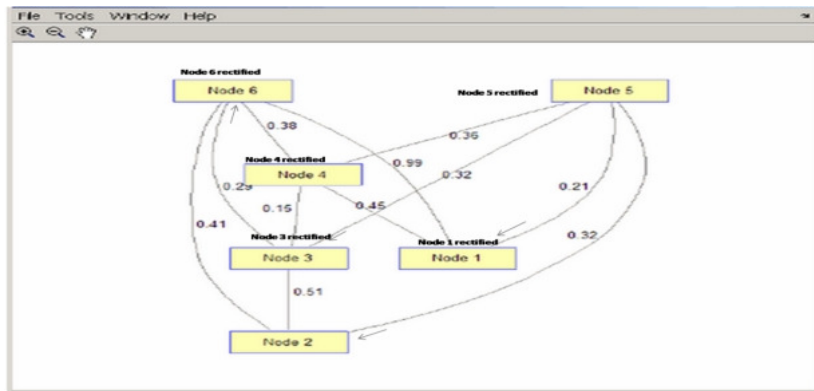 File Tools Window Help
Node 6 rectified
Node 6
Node 5 rectified
Node 5
0.38
0.36
Node 4 rectified
Node 4
0.99
0.29
0.32
0.21
0.15
0.45
0.41
Node 3 rectified
Node 1 rectified
0.32
Node 3
Node 1
0.51
Node 2